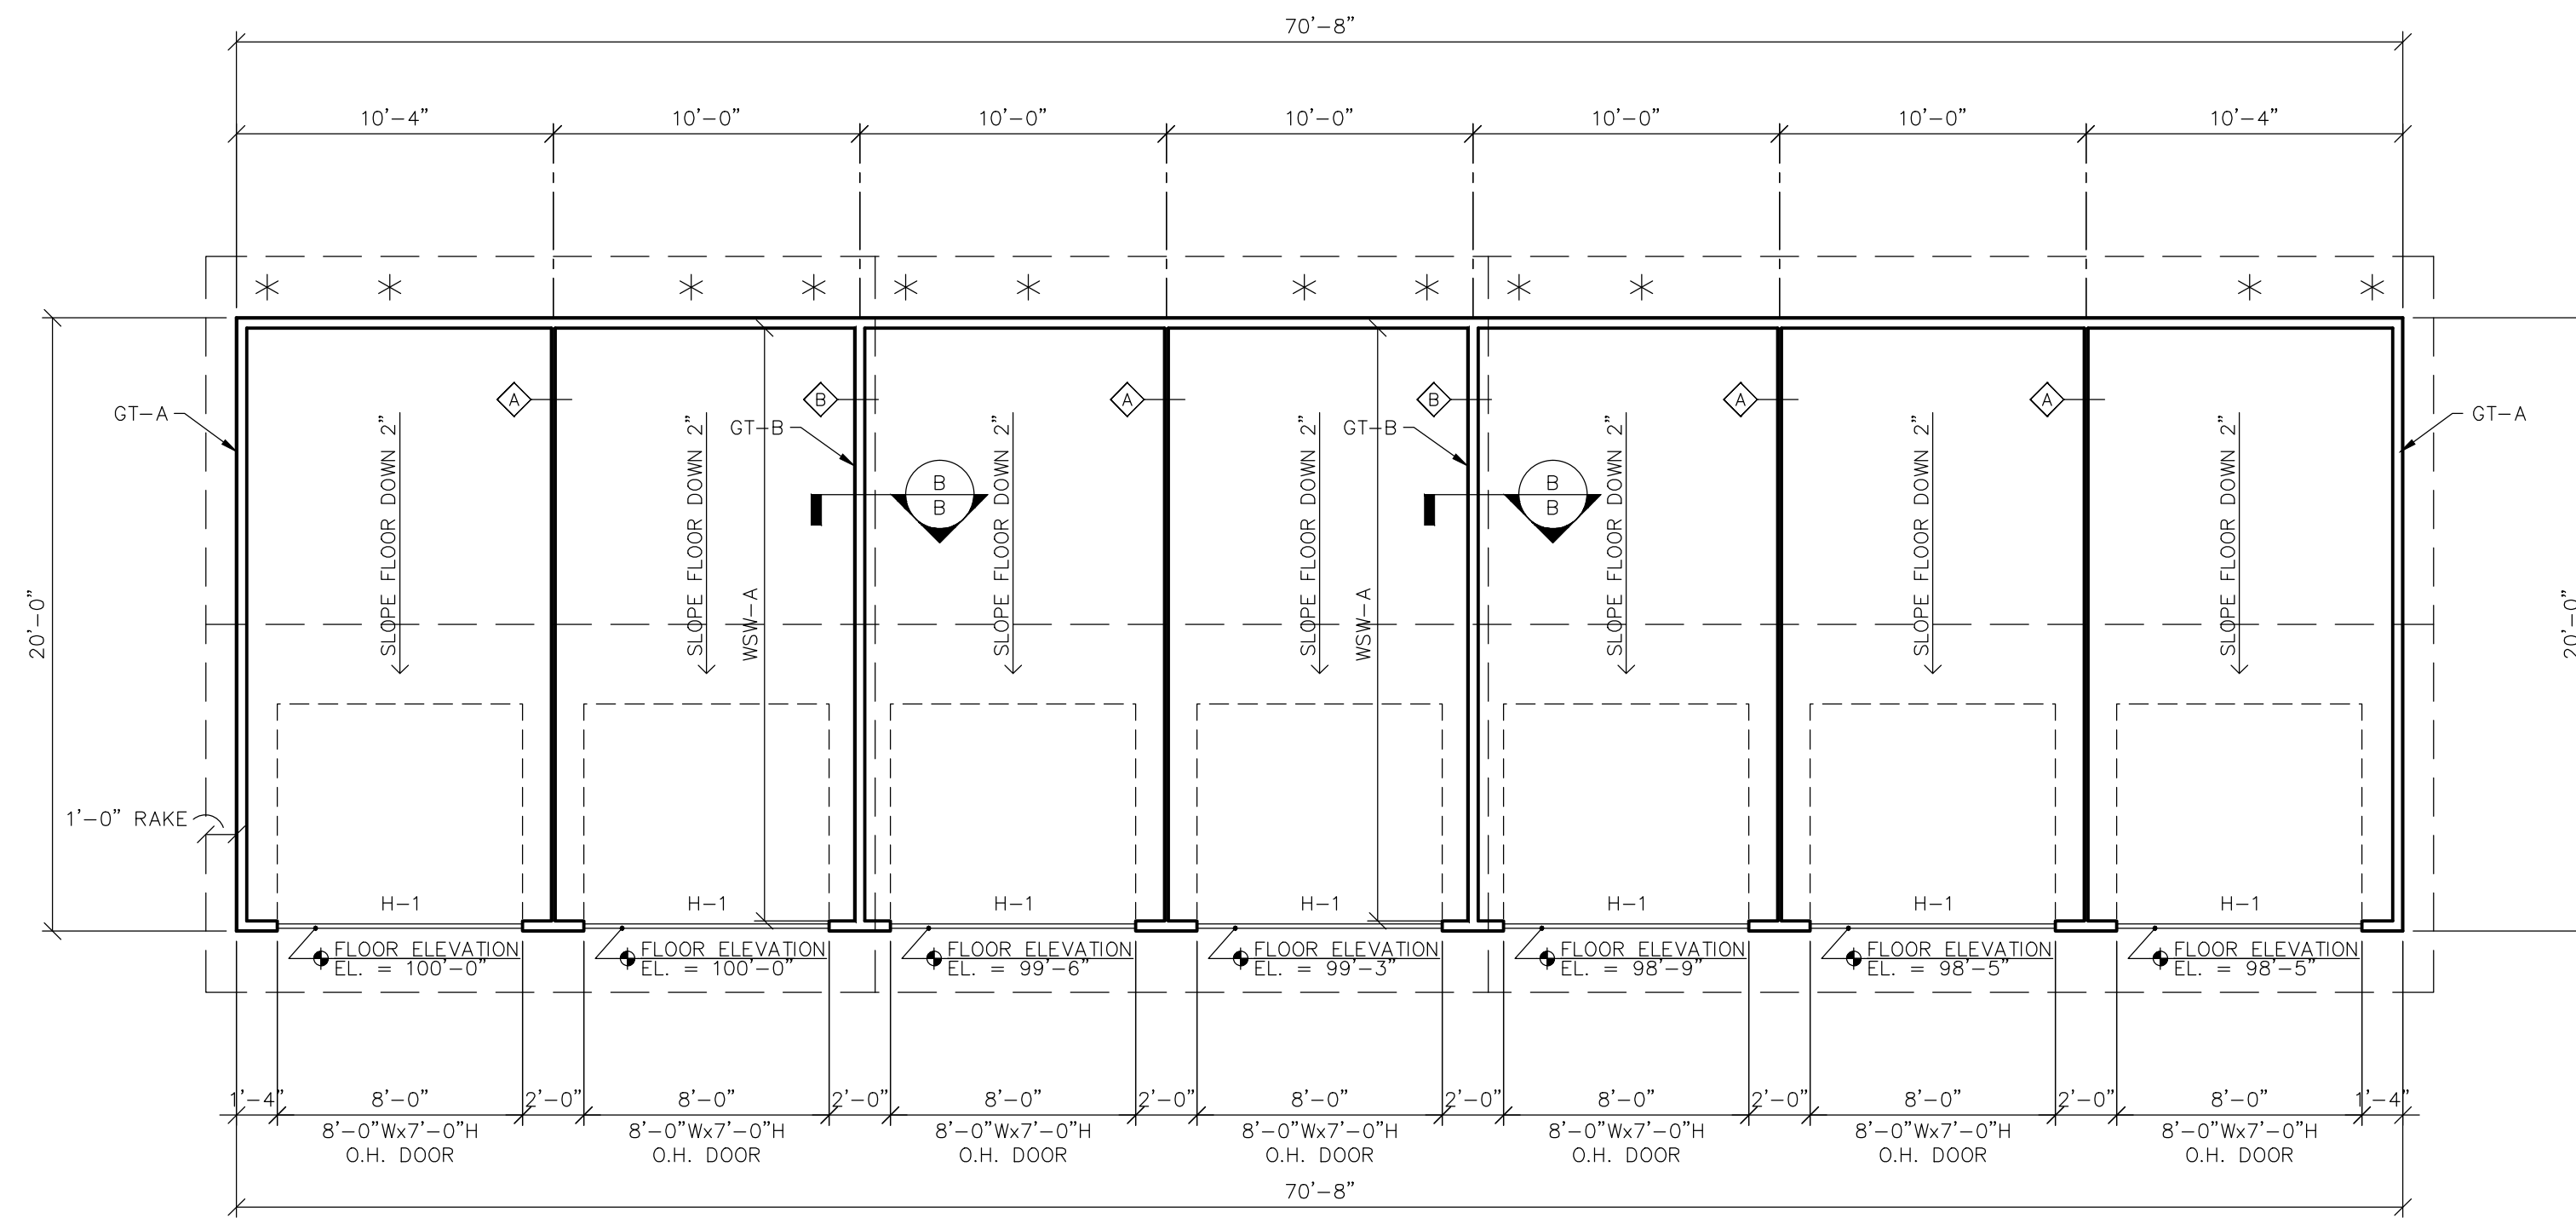 70'-8"
10'-4" 10'-0" 10'-0" 10'-0" 10'-0" 10'-0" 10'-4"
A B A B A A
GT-A GT-B GT-B GT-A
SLOPE FLOOR DOWN 2" SLOPE FLOOR DOWN 2" SLOPE FLOOR DOWN 2" SLOPE FLOOR DOWN 2" SLOPE FLOOR DOWN 2" SLOPE FLOOR DOWN 2" SLOPE FLOOR DOWN 2"
B B
B B
20'-0" WSW-A WSW-A 20'-0"
1'-0" RAKE
H-1 H-1 H-1 H-1 H-1 H-1 H-1
FLOOR ELEVATION FLOOR ELEVATION FLOOR ELEVATION FLOOR ELEVATION FLOOR ELEVATION FLOOR ELEVATION FLOOR ELEVATION
EL. = 100'-0" EL. = 100'-0" EL. = 99'-6" EL. = 99'-3" EL. = 98'-9" EL. = 98'-5" EL. = 98'-5"
1'-4" 8'-0" 2'-0" 8'-0" 2'-0" 8'-0" 2'-0" 8'-0" 2'-0" 8'-0" 2'-0" 8'-0" 2'-0" 8'-0" 1'-4"
8'-0"Wx7'-0"H 8'-0"Wx7'-0"H 8'-0"Wx7'-0"H 8'-0"Wx7'-0"H 8'-0"Wx7'-0"H 8'-0"Wx7'-0"H 8'-0"Wx7'-0"H
O.H. DOOR O.H. DOOR O.H. DOOR O.H. DOOR O.H. DOOR O.H. DOOR O.H. DOOR
70'-8"